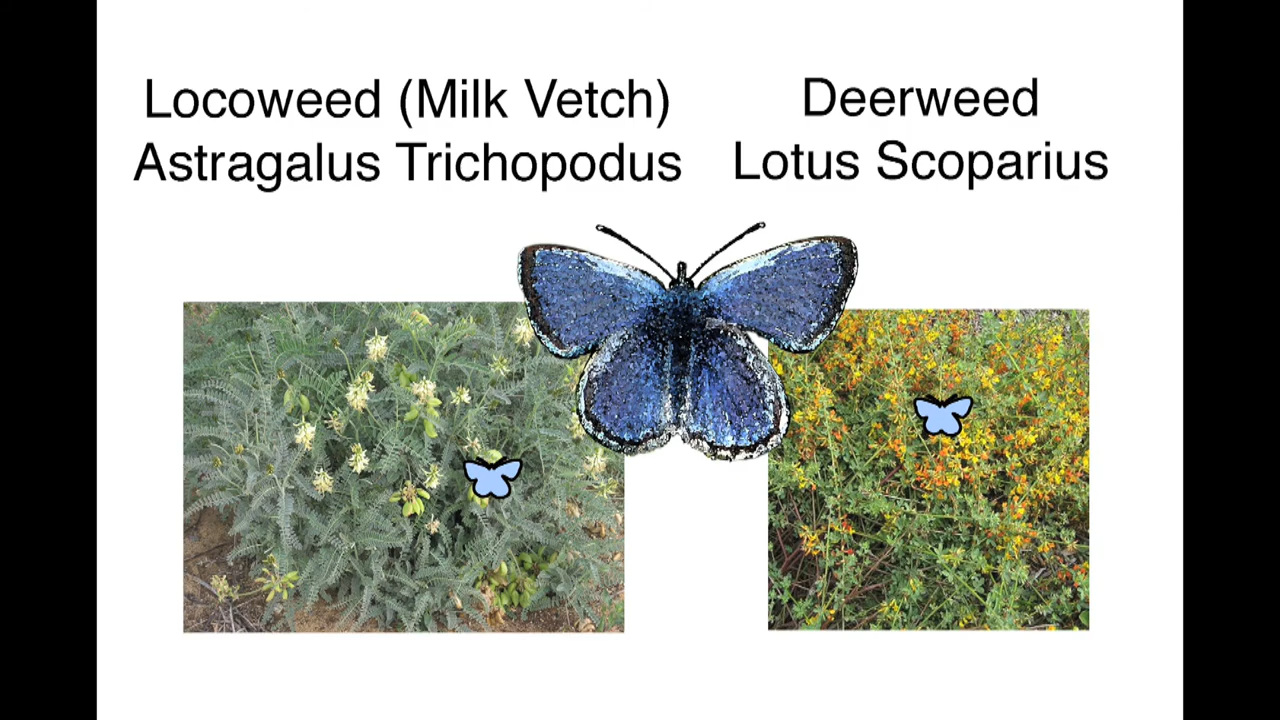 Locoweed (Milk Vetch)
Astragalus Trichopodus
Deerweed
Lotus Scoparius